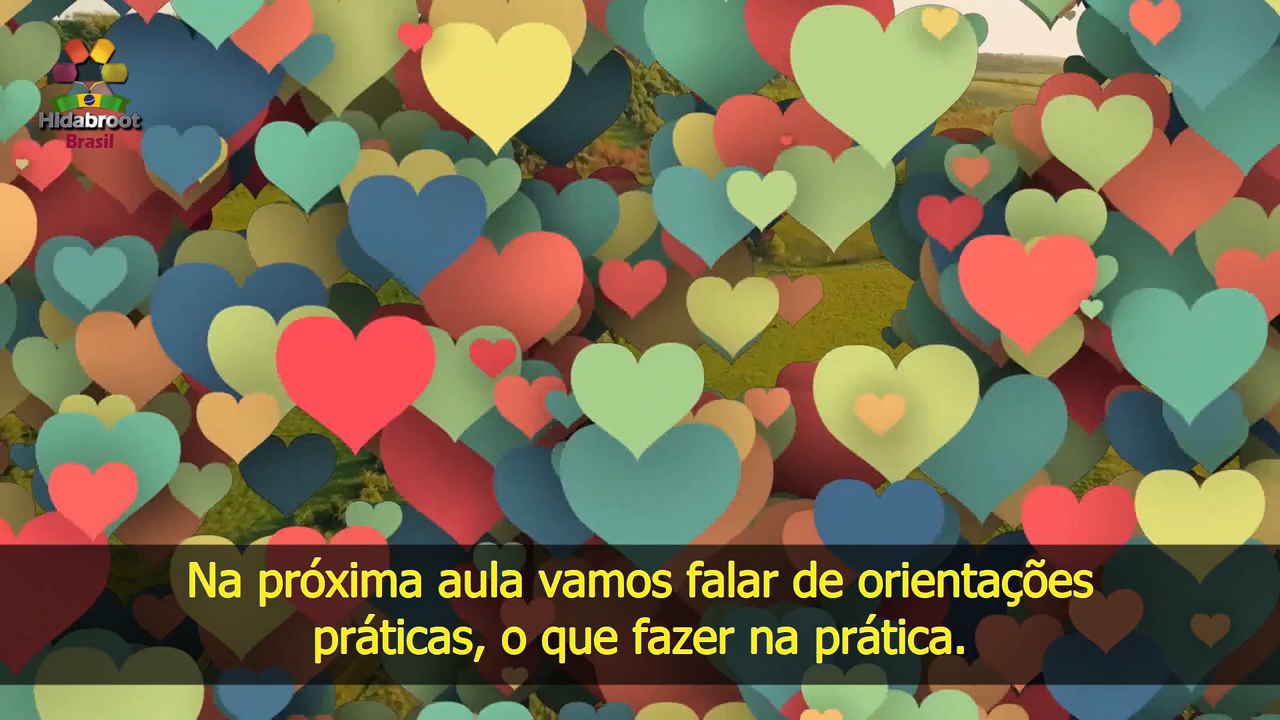 Hidabroot
Brasil
Na próxima aula vamos falar de orientações
práticas, o que fazer na prática.